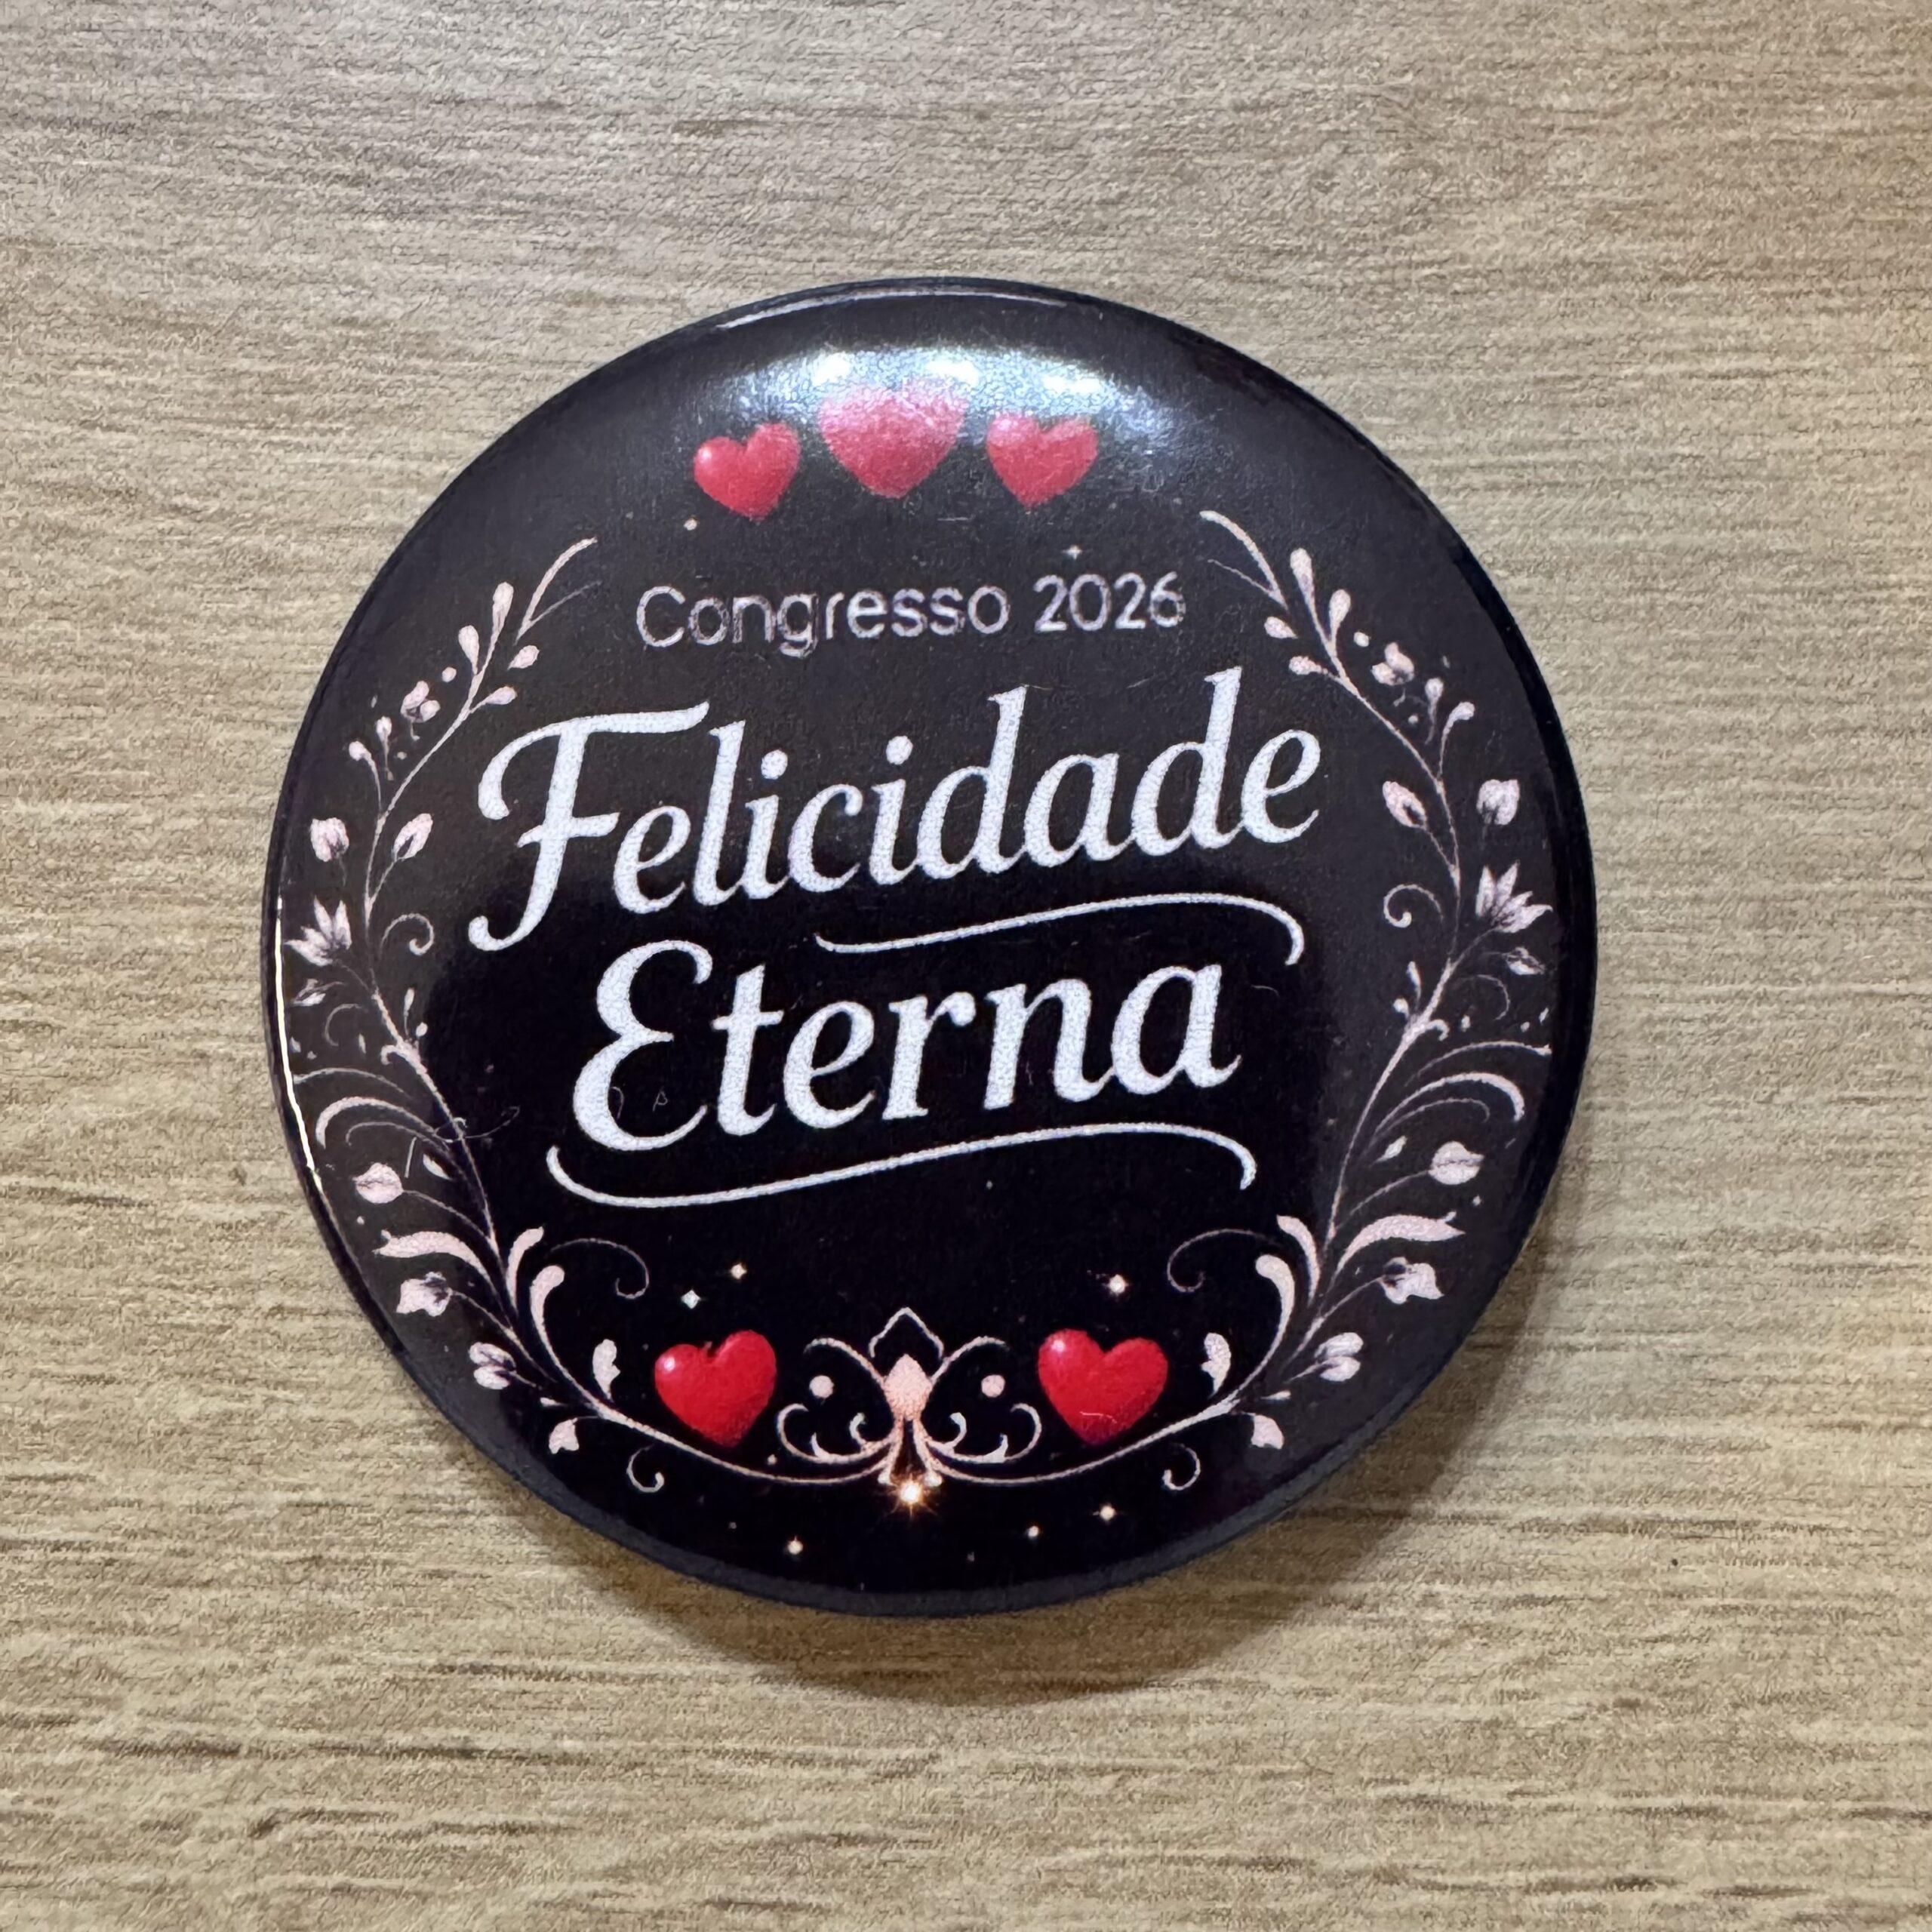 Congresso 2026
Felicidade
Eterna